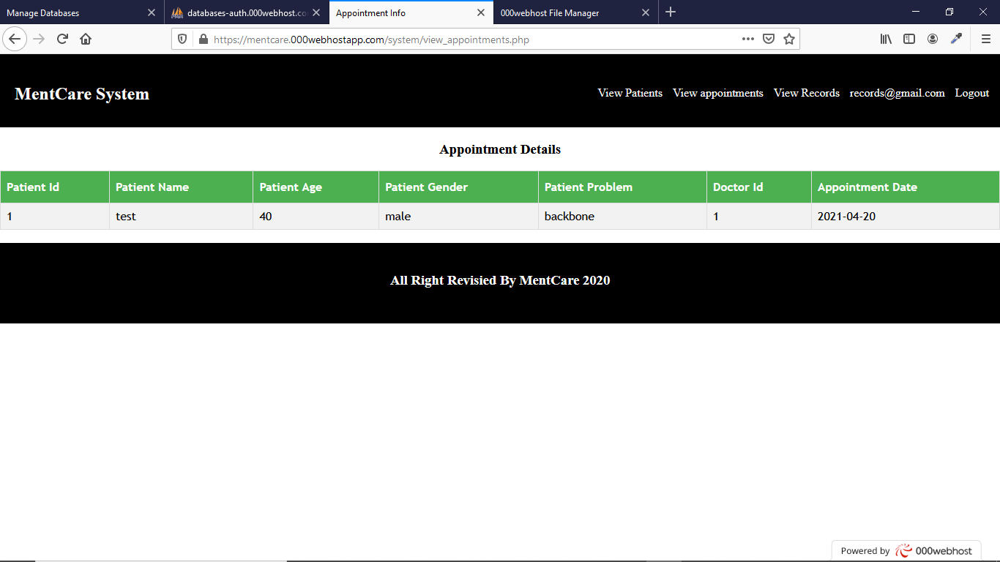 Manage Databases
databases-auth.000webhost.co
Appointment Info
000webhost File Manager
https://mentcare.000webhostapp.com/system/view_appointments.php
MentCare System
View Patients View appointments View Records records@gmail.com Logout
Appointment Details
Patient Id Patient Name Patient Age Patient Gender Patient Problem Doctor Id Appointment Date
1 test 40 male backbone 1 2021-04-20
All Right Revisied By MentCare 2020
Powered by 000webhost